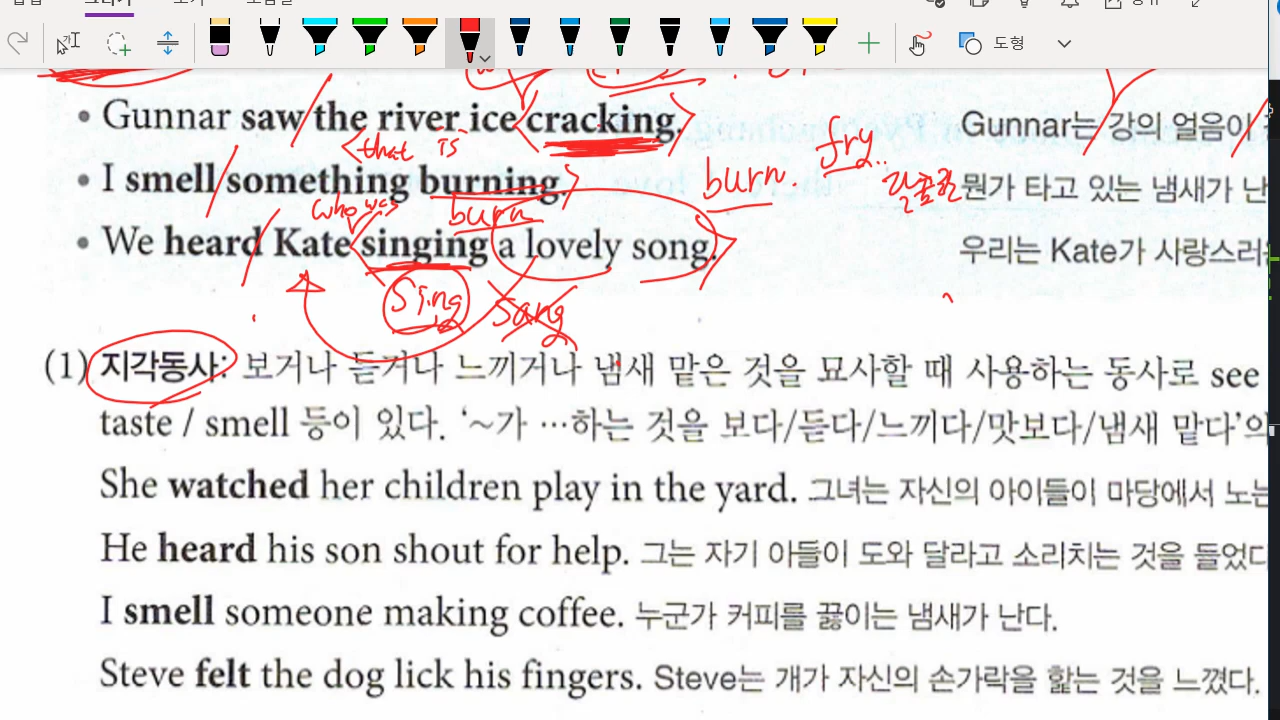 도형
• Gunnar saw the river ice cracking.
Gunnar는 강의 얼음이
that is
fry..
• I smell something burning.
burn.
뭔가 타고 있는 냄새가 난
who was
burn
• We heard Kate singing a lovely song.
우리는 Kate가 사랑스러운
Sing
Sang
(1) 지각동사: 보거나 듣거나 느끼거나 냄새 맡은 것을 묘사할 때 사용하는 동사로 see
taste / smell 등이 있다. ‘~가 …하는 것을 보다/듣다/느끼다/맛보다/냄새 맡다’의
She watched her children play in the yard. 그녀는 자신의 아이들이 마당에서 노는
He heard his son shout for help. 그는 자기 아들이 도와 달라고 소리치는 것을 들었다
I smell someone making coffee. 누군가 커피를 끓이는 냄새가 난다.
Steve felt the dog lick his fingers. Steve는 개가 자신의 손가락을 핥는 것을 느꼈다.